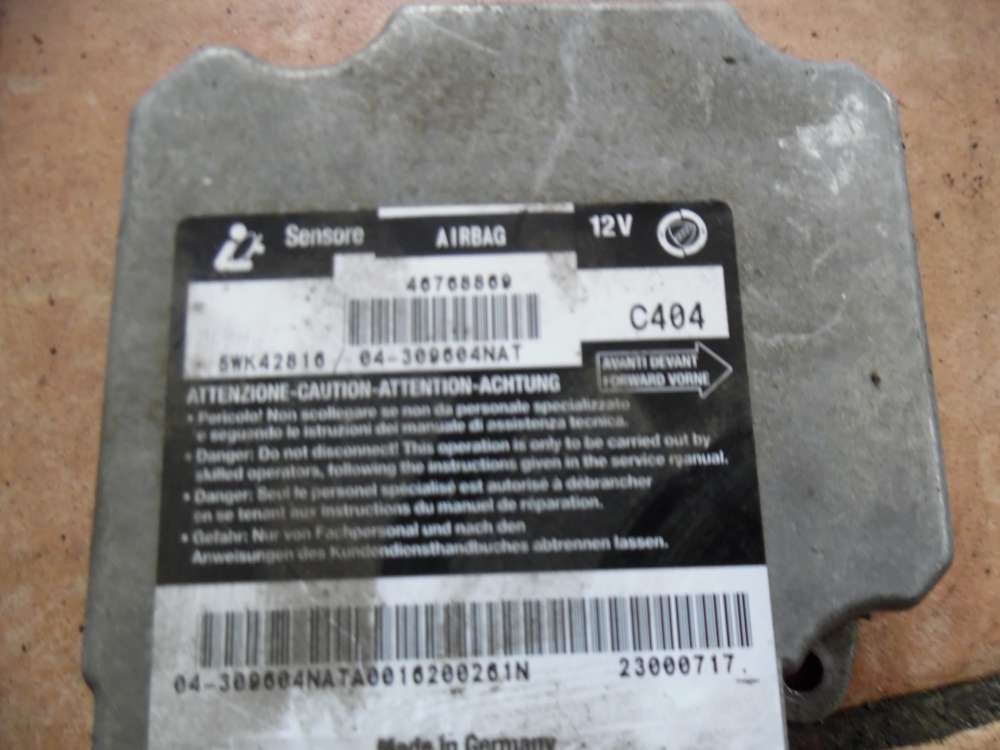 Sensore AIRBAG 12V
46768869
C404
5WK42816 04-309604NAT
AVANTI DEVANT
FORWARD VORNE
ATTENZIONE-CAUTION-ATTENTION-ACHTUNG
• Pericolo! Non scollegare se non da personale specializzato
e seguendo le istruzioni del manuale di assistenza tecnica.
• Danger: Do not disconnect! This operation is only to be carried out by
skilled operators, following the instructions given in the service manual.
• Danger: Seul le personel spécialisé est autorisé à débrancher
en se tenant aux instructions du manuel de réparation.
• Gefahr: Nur von Fachpersonal und nach den
Anweisungen des Kundendiensthandbuches abtrennen lassen.
04-309604NATA0016200261N 23000717.
Made in Germany